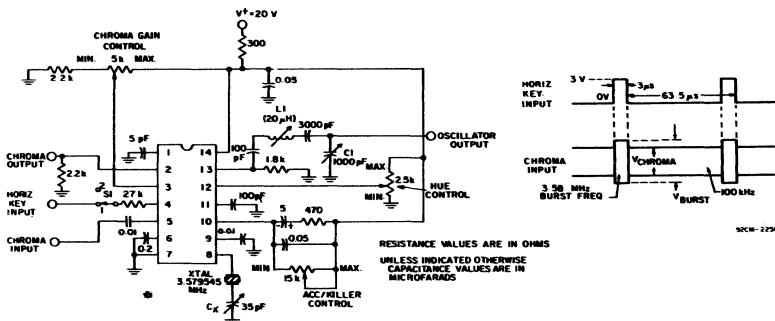 V+=20 V
300
CHROMA GAIN
CONTROL
MIN. 5k MAX.
2.2k
0.05
L1
(20 μH)
3000 pF
100
pF
C1
1000 pF
OSCILLATOR
OUTPUT
5 pF
1 14
CHROMA
OUTPUT
2 13
1.8k
MAX
2.2k
3 12
2.5k
MIN.
HUE CONTROL
HORIZ
KEY
INPUT
2
S1
1
27 k
4 11
100pF
5 10
5
- +
470
0.01
CHROMA
INPUT
6 9
0.01
0.2
0.05
7 8
MIN MAX.
15k
ACC/KILLER
CONTROL
XTAL
3.579545
MHz
CX
35 pF
RESISTANCE VALUES ARE IN OHMS
UNLESS INDICATED OTHERWISE
CAPACITANCE VALUES ARE IN
MICROFARADS
HORIZ
KEY
INPUT
3 V
0V
3μs
63 5 μs
CHROMA
INPUT
VCHROMA
3 58 MHz
BURST FREQ
VBURST
100 kHz